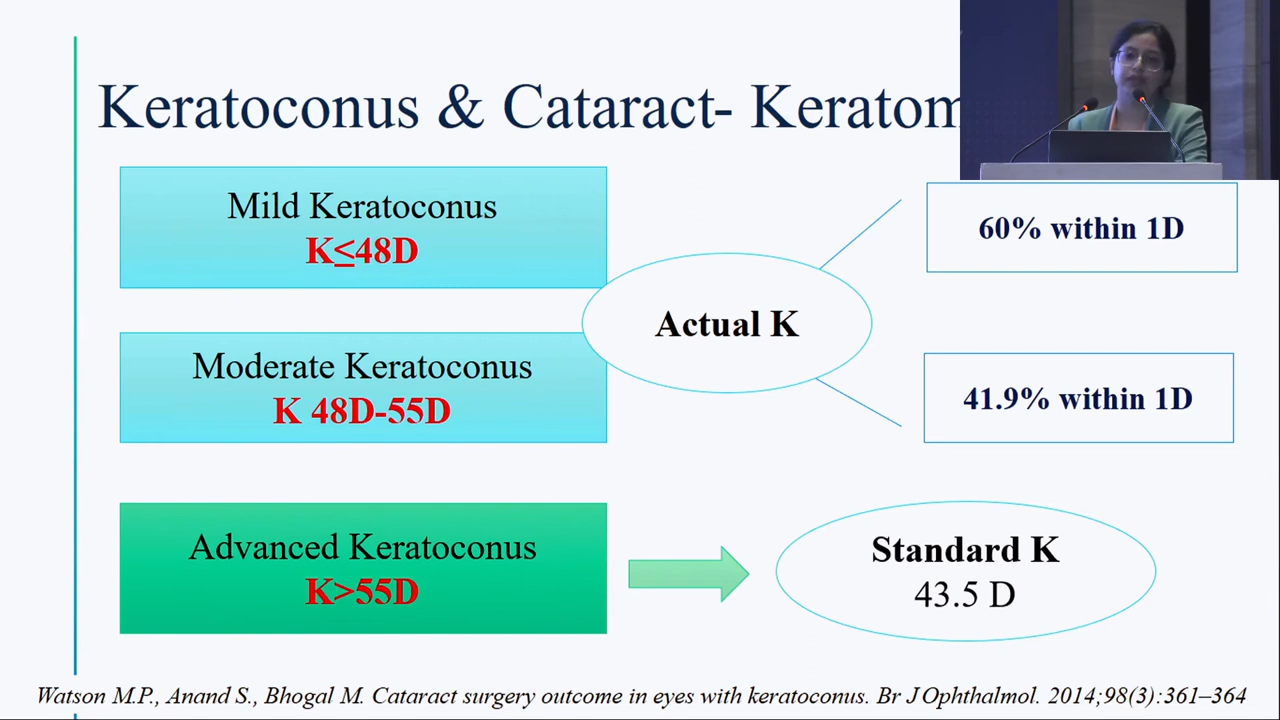 Keratoconus & Cataract- Keratom
Mild Keratoconus
K≤48D
Moderate Keratoconus
K 48D-55D
Advanced Keratoconus
K>55D
Actual K
60% within 1D
41.9% within 1D
Standard K
43.5 D
Watson M.P., Anand S., Bhogal M. Cataract surgery outcome in eyes with keratoconus. Br J Ophthalmol. 2014;98(3):361–364